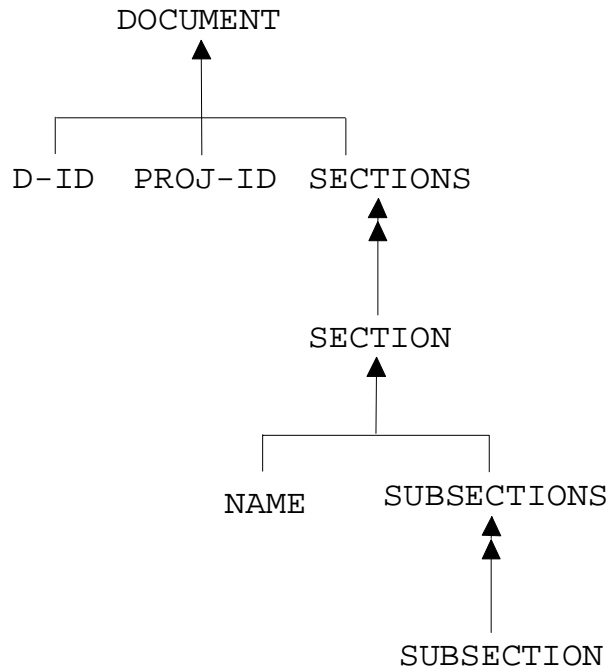 DOCUMENT
D-ID PROJ-ID SECTIONS
SECTION
NAME SUBSECTIONS
SUBSECTION